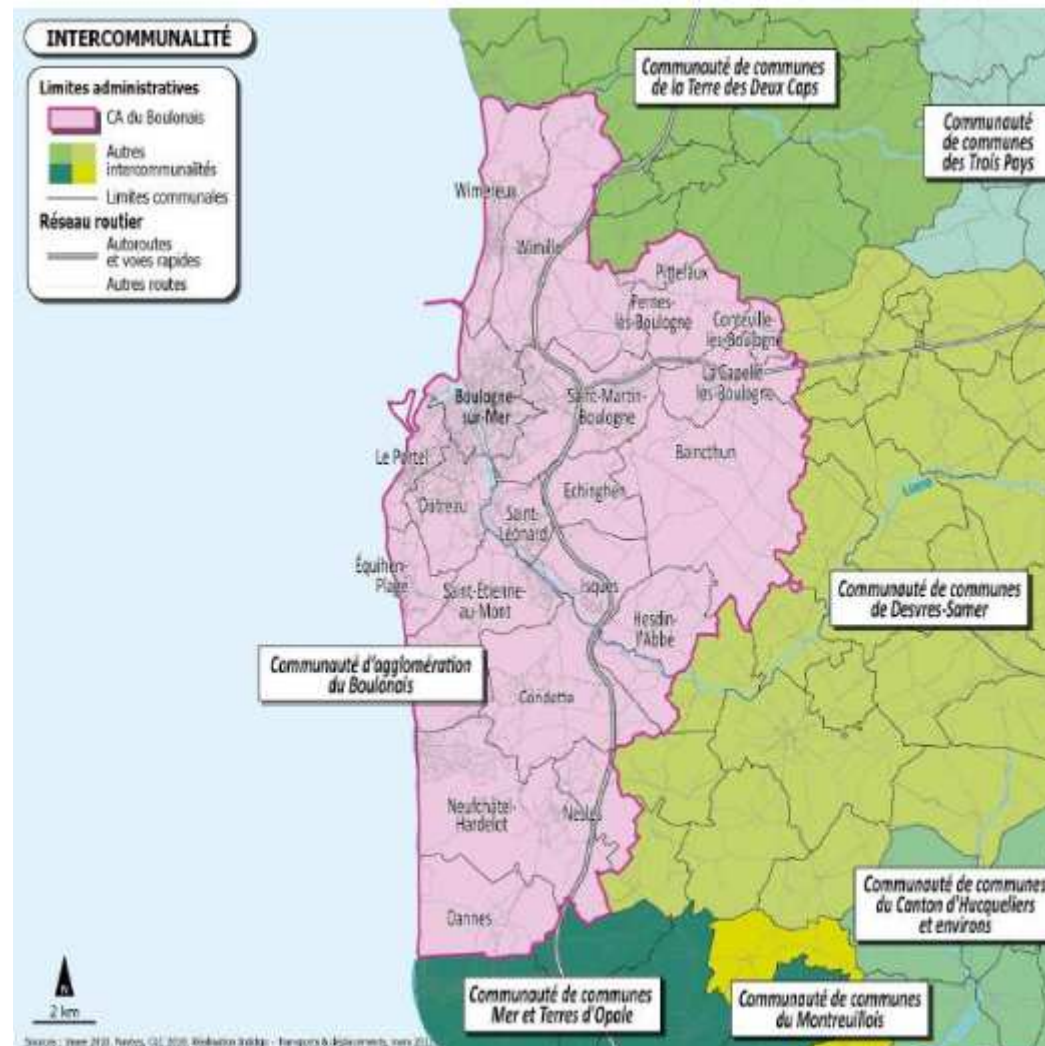 INTERCOMMUNALITÉ
Limites administratives
CA du Boulonais
Autres
intercommunalités
Limites communales
Réseau routier
Autoroutes
et voies rapides
Autres routes
Communauté de communes
de la Terre des Deux Caps
Communauté
de communes
des Trois Pays
Wimereux
Wimille
Pittefaux
Pernes-
lès-Boulogne
Conteville-
lès-Boulogne
La Capelle-
lès-Boulogne
Boulogne-
sur-Mer
Saint-Martin-
Boulogne
Baincthun
Le Portel
Echinghen
Outreau
Saint-
Léonard
Liane
Équihen-
Plage
Saint-Etienne-
au-Mont
Isques
Hesdin-
l'Abbé
Communauté de communes
de Desvres-Samer
Communauté d'agglomération
du Boulonais
Condette
Neufchâtel-
Hardelot
Nesles
Dannes
Communauté de communes
du Canton d'Hucqueliers
et environs
Communauté de communes
Mer et Terres d'Opale
Communauté de communes
du Montreuillois
N
2 km
Sources :